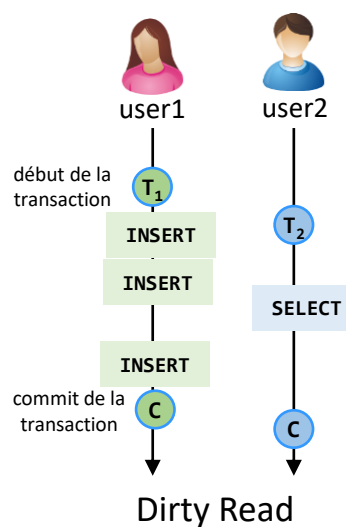 user1
user2
début de la
transaction
T1
T2
INSERT
INSERT
SELECT
INSERT
commit de la
transaction
C
C
Dirty Read